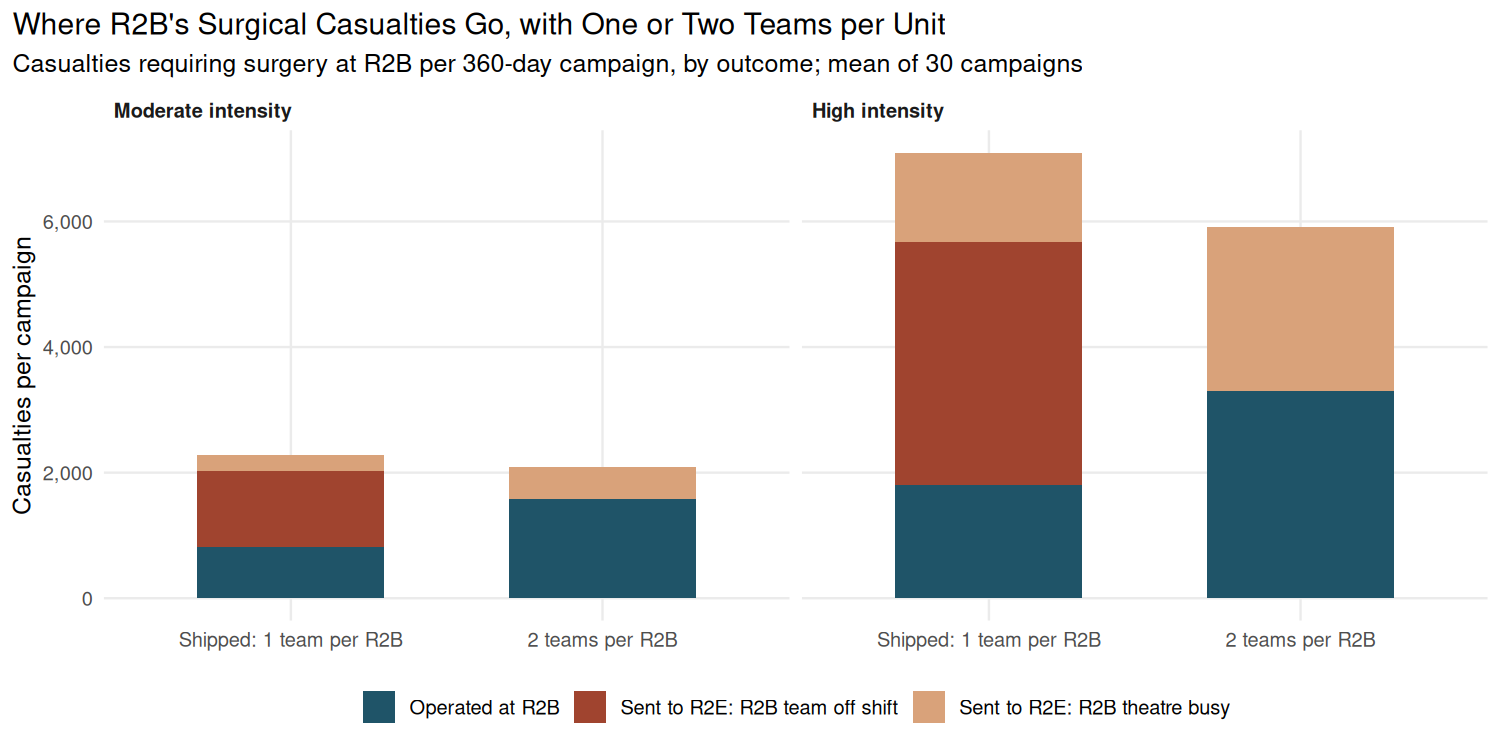 Where R2B's Surgical Casualties Go, with One or Two Teams per Unit
Casualties requiring surgery at R2B per 360-day campaign, by outcome; mean of 30 campaigns
Moderate intensity
High intensity
Casualties per campaign
6,000
4,000
2,000
0
Shipped: 1 team per R2B
2 teams per R2B
Shipped: 1 team per R2B
2 teams per R2B
Operated at R2B
Sent to R2E: R2B team off shift
Sent to R2E: R2B theatre busy